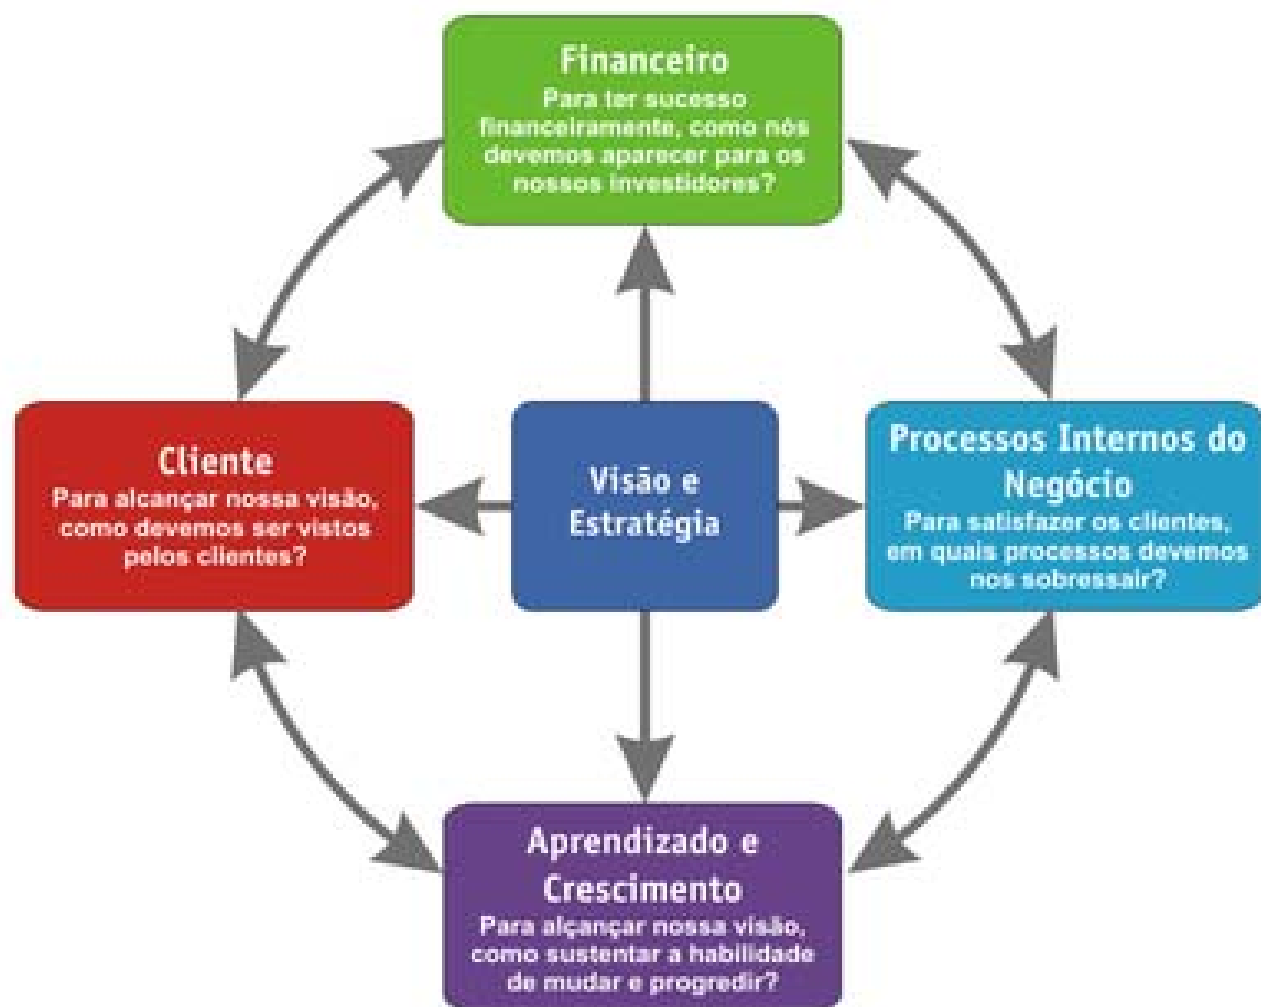 Financeiro
Para ter sucesso
financeiramente, como nós
devemos aparecer para os
nossos investidores?
Cliente
Para alcançar nossa visão,
como devemos ser vistos
pelos clientes?
Visão e
Estratégia
Processos Internos do
Negócio
Para satisfazer os clientes,
em quais processos devemos
nos sobressair?
Aprendizado e
Crescimento
Para alçançar nossa visão,
como sustentar a habilidade
de mudar e progredir?